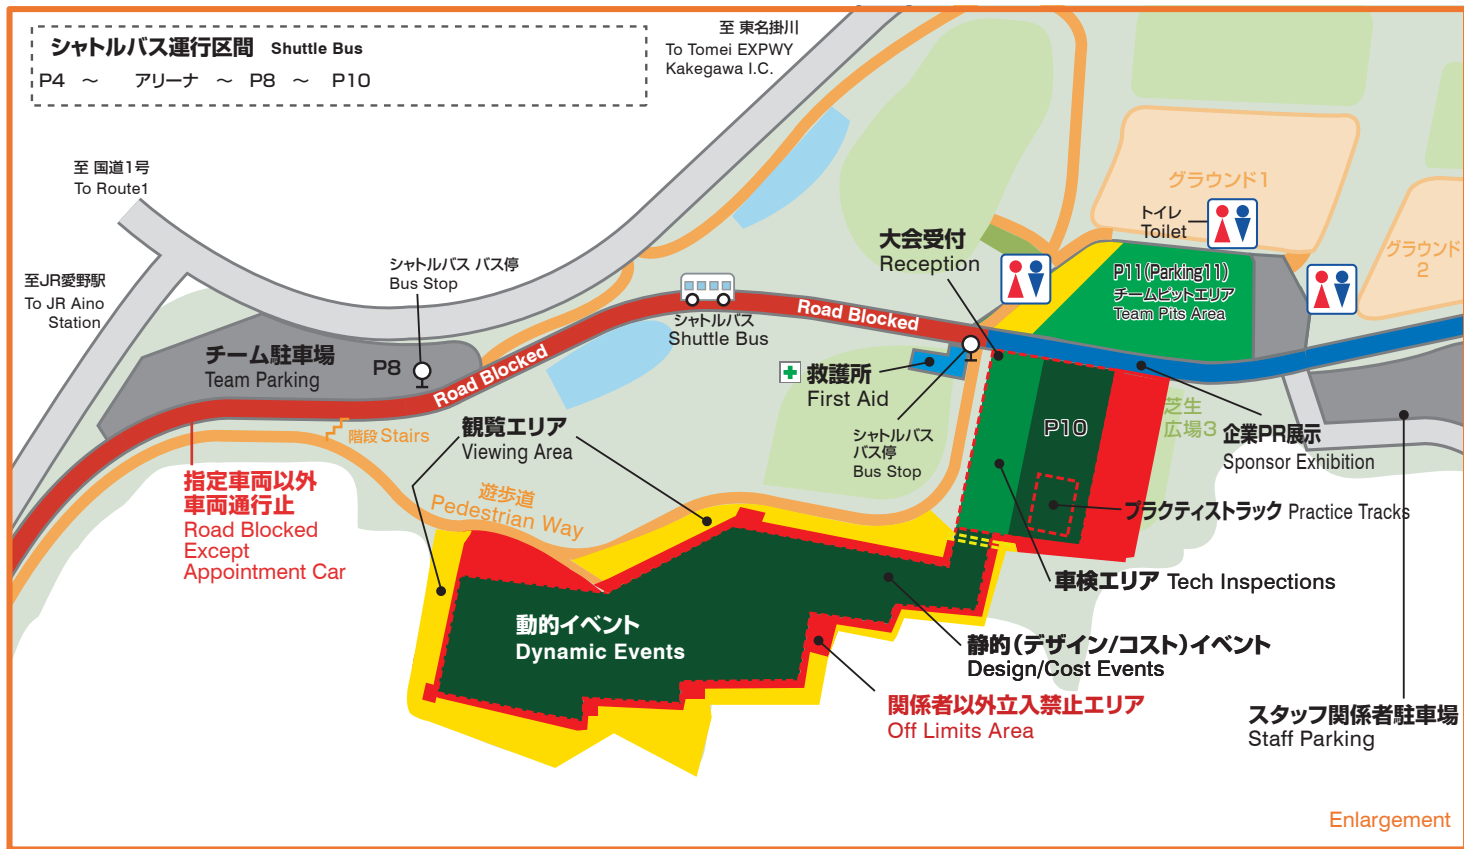 シャトルバス運行区間 Shuttle Bus
P4 ～ アリーナ ～ P8 ～ P10
至 東名掛川
To Tomei EXPWY
Kakegawa I.C.
至 国道1号
To Route1
至JR愛野駅
To JR Aino
Station
シャトルバス バス停
Bus Stop
チーム駐車場
Team Parking
P8
Road Blocked
シャトルバス
Shuttle Bus
Road Blocked
大会受付
Reception
グラウンド1
トイレ
Toilet
グラウンド
2
P11(Parking11)
チームピットエリア
Team Pits Area
救護所
First Aid
シャトルバス
バス停
Bus Stop
P10
芝生
広場3
企業PR展示
Sponsor Exhibition
プラクティストラック Practice Tracks
車検エリア Tech Inspections
階段 Stairs
観覧エリア
Viewing Area
遊歩道
Pedestrian Way
指定車両以外
車両通行止
Road Blocked
Except
Appointment Car
動的イベント
Dynamic Events
静的(デザイン/コスト)イベント
Design/Cost Events
関係者以外立入禁止エリア
Off Limits Area
スタッフ関係者駐車場
Staff Parking
Enlargement